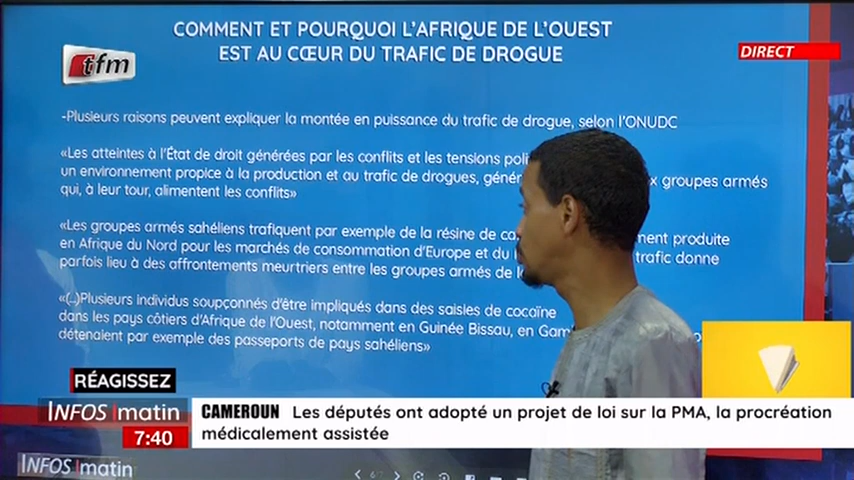 COMMENT ET POURQUOI L'AFRIQUE DE L'OUEST
EST AU CŒUR DU TRAFIC DE DROGUE
tfm
DIRECT
-Plusieurs raisons peuvent expliquer la montée en puissance du trafic de drogue, selon l'ONUDC
«Les atteintes à l'État de droit générées par les conflits et les tensions
un environnement propice à la production et au trafic de drogues, groupes armés
qui, à leur tour, alimentent les conflits»
«Les groupes armés sahéliens trafiquent par exemple de la résine de produite
en Afrique du Nord pour les marchés de consommation d'Europe et du trafic donne
parfois lieu à des affrontements meurtriers entre les groupes armés de
«(...)Plusieurs individus soupçonnés d'être impliqués dans des saisies de cocaïne
dans les pays côtiers d'Afrique de l'Ouest, notamment en Guinée Bissau, en
détenaient par exemple des passeports de pays sahéliens»
RÉAGISSEZ
INFOS matin
7:40
CAMEROUN Les députés ont adopté un projet de loi sur la PMA, la procréation
médicalement assistée
INFOS matin